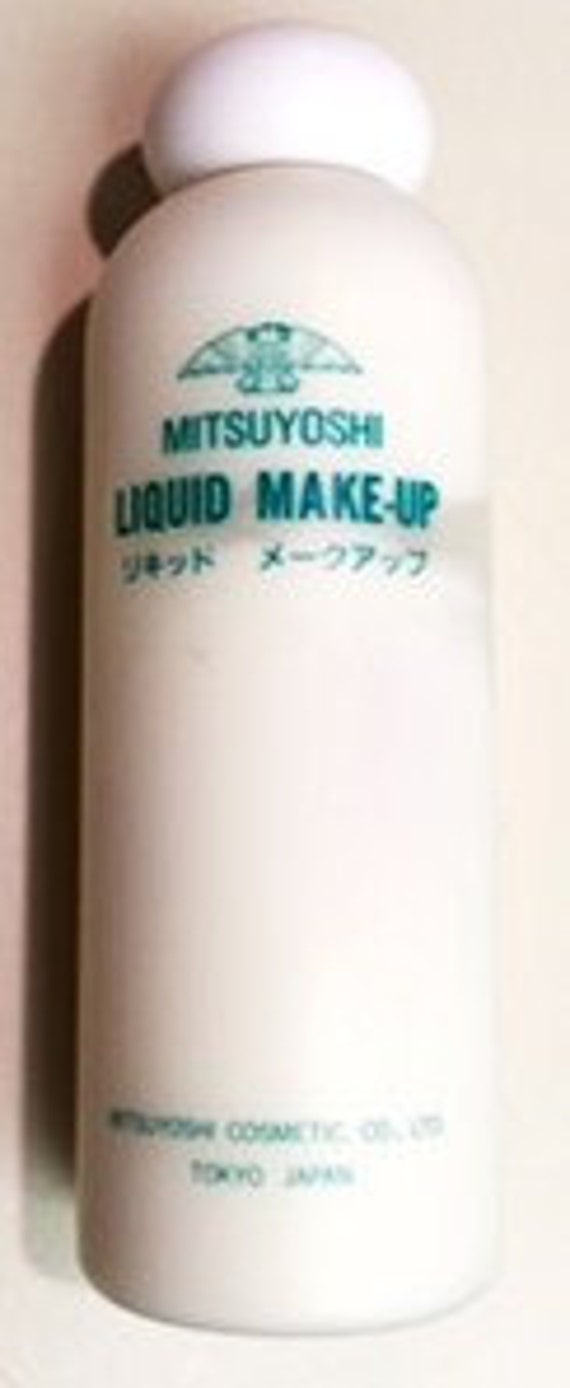 MITSUYOSHI
LIQUID MAKE-UP
リキッド メークアップ
MITSUYOSHI COSMETIC CO., LTD
TOKYO JAPAN